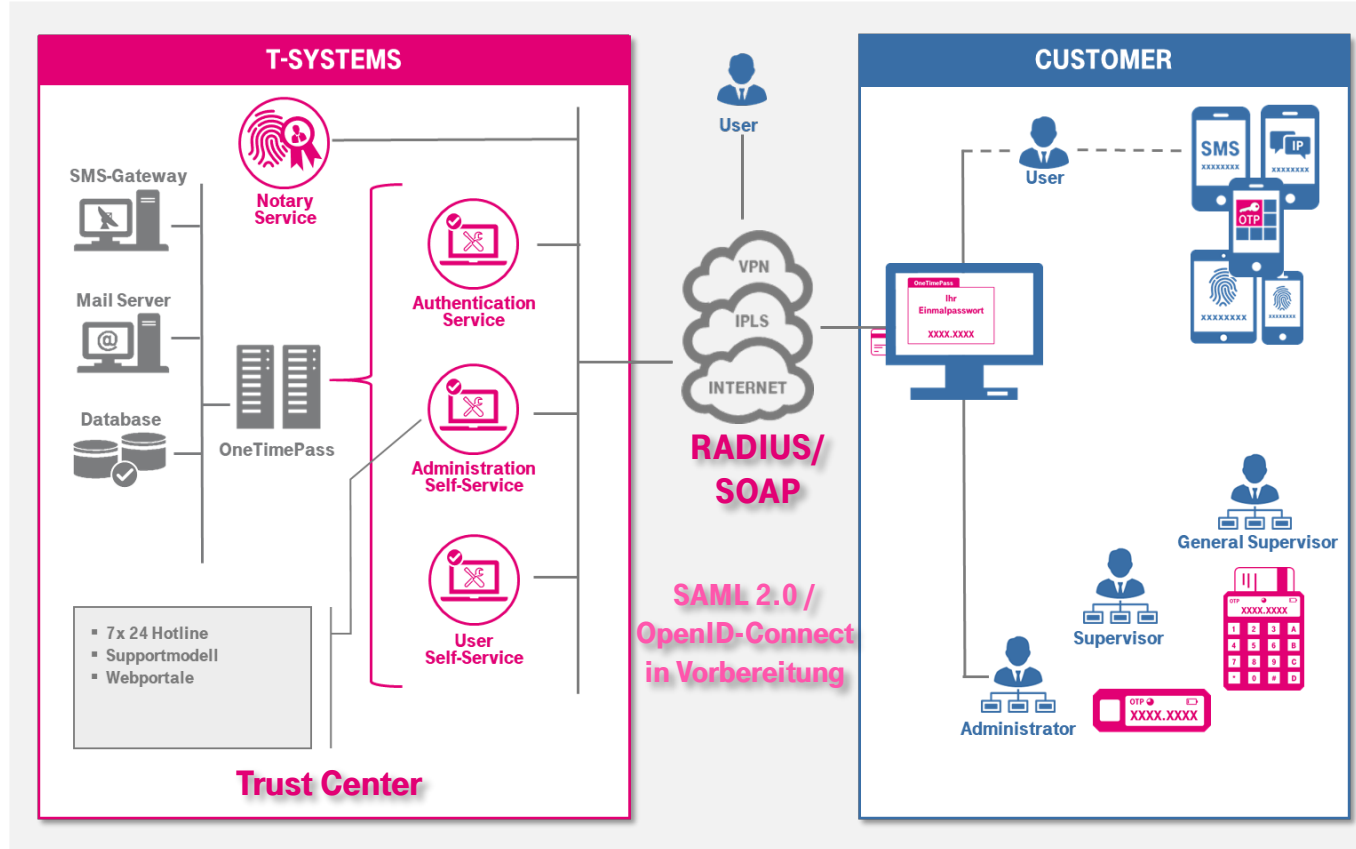 T-SYSTEMS
Notary
Service
SMS-Gateway
Mail Server
@
Database
OneTimePass
Authentication
Service
Administration
Self-Service
User
Self-Service
▪ 7x 24 Hotline
▪ Supportmodell
▪ Webportale
Trust Center
User
VPN
IPLS
INTERNET
RADIUS/
SOAP
SAML 2.0 /
OpenID-Connect
in Vorbereitung
CUSTOMER
User
SMS
XXXXXXXX
IP
XXXXXXXX
OTP
XXXXXXXX
XXXXXX
OneTimePass
Ihr
Einmalpasswort
XXXX.XXXX
General Supervisor
Supervisor
Administrator
OTP
XXXX.XXXX
1 2 3 A
4 5 6 B
7 8 9 C
* 0 # D
OTP
XXXX.XXXX